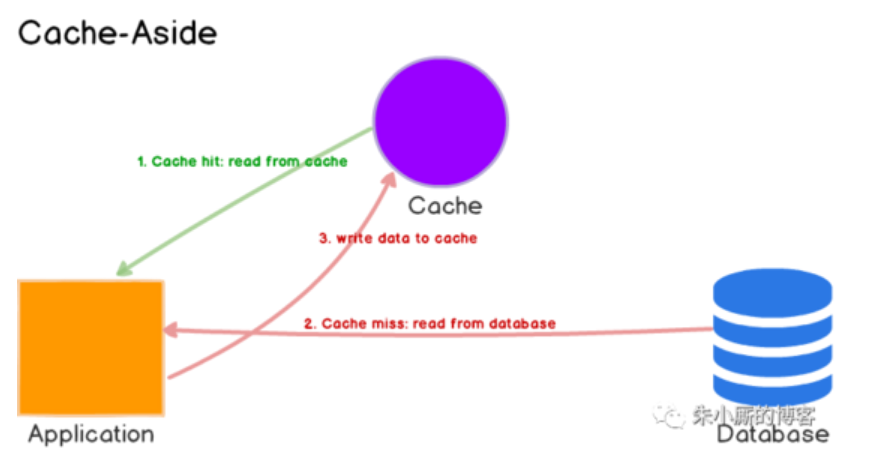 Cache-Aside
1. Cache hit: read from cache
Cache
3. write data to cache
2. Cache miss: read from database
朱小厮的博客
Application
Database